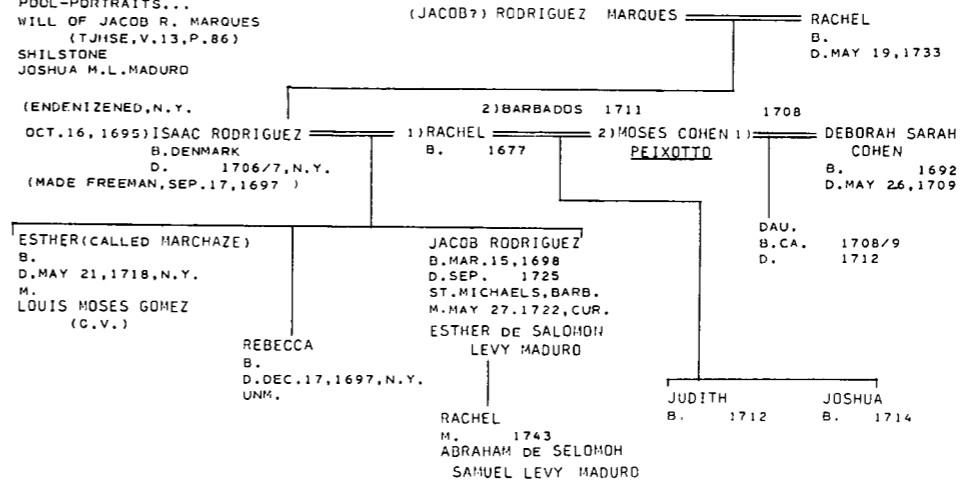 POOL-PORTRAITS...
WILL OF JACOB R. MARQUES
(TJHSE,V.13,P.86)
SHILSTONE
JOSHUA M.L.MADURO
(JACOB?) RODRIGUEZ MARQUES
RACHEL
B.
D.MAY 19,1733
(ENDENIZENED,N.Y.
OCT.16,1695)ISAAC RODRIGUEZ
B.DENMARK
D. 1706/7,N.Y.
(MADE FREEMAN,SEP.17,1697 )
2)BARBADOS 1711
1)RACHEL
B. 1677
2)MOSES COHEN 1)
PEIXOTTO
1708
DEBORAH SARAH
COHEN
B. 1692
D.MAY 26,1709
ESTHER(CALLED MARCHAZE)
B.
D.MAY 21,1718,N.Y.
M.
LOUIS MOSES GOMEZ
(C.V.)
REBECCA
B.
D.DEC.17,1697,N.Y.
UNM.
JACOB RODRIGUEZ
B.MAR.15,1698
D.SEP. 1725
ST.MICHAELS,BARB.
M.MAY 27.1722,CUR.
ESTHER DE SALOMON
LEVY MADURO
RACHEL
M. 1743
ABRAHAM DE SELOMOH
SAMUEL LEVY MADURO
DAU.
B.CA. 1708/9
D. 1712
JUDITH
B. 1712
JOSHUA
B. 1714